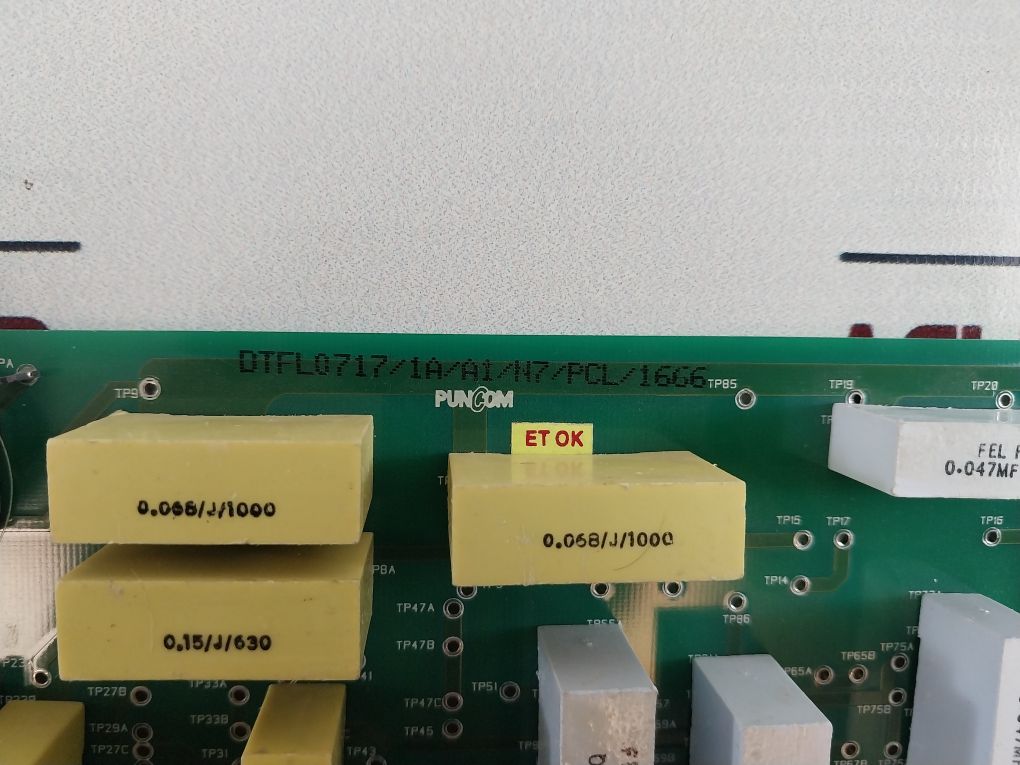 DTFL0717/1A/A1/N7/PCL/1666
PUNCOM
ET OK
TP9
TP85
TP19
TP20
FEL
0.047MF
0.068/J/1000
0.068/J/1000
TP15
TP17
TP16
TP14
TP86
TP47A
TP47B
0.15/J/630
TP51
TP47C
TP45
TP27B
TP33A
TP29A
TP33B
TP27C
TP31
TP43
TP65B
TP75A
TP75B